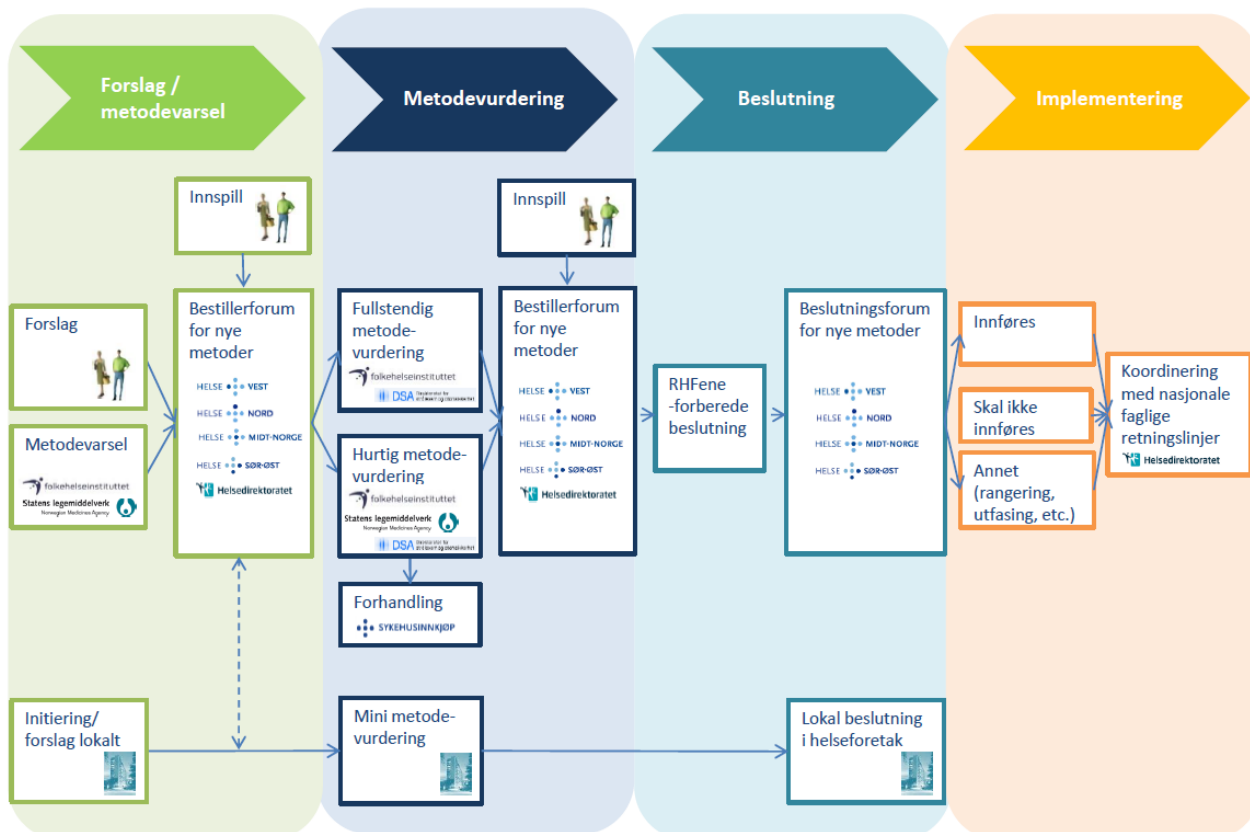 Forslag /
metodevarsel
Metodevurdering
Beslutning
Implementering
Innspill
Innspill
Forslag
Metodevarsel
folkehelseinstituttet
Statens legemiddelverk
Norwegian Medicines Agency
Bestillerforum
for nye
metoder
HELSE VEST
HELSE NORD
HELSE MIDT-NORGE
HELSE SØR-ØST
Helsedirektoratet
Fullstendig
metode-
vurdering
folkehelseinstituttet
DSA
Hurtig metode-
vurdering
folkehelseinstituttet
Statens legemiddelverk
Norwegian Medicines Agency
DSA
Forhandling
SYKEHUSINNKJØP
Bestillerforum
for nye
metoder
HELSE VEST
HELSE NORD
HELSE MIDT-NORGE
HELSE SØR-ØST
Helsedirektoratet
RHFene
-forberede
beslutning
Beslutningsforum
for nye metoder
HELSE VEST
HELSE NORD
HELSE MIDT-NORGE
HELSE SØR-ØST
Innføres
Skal ikke
innføres
Annet
(rangering,
utfasing, etc.)
Koordinering
med nasjonale
faglige
retningslinjer
Helsedirektoratet
Initiering/
forslag lokalt
Mini metode-
vurdering
Lokal beslutning
i helseforetak